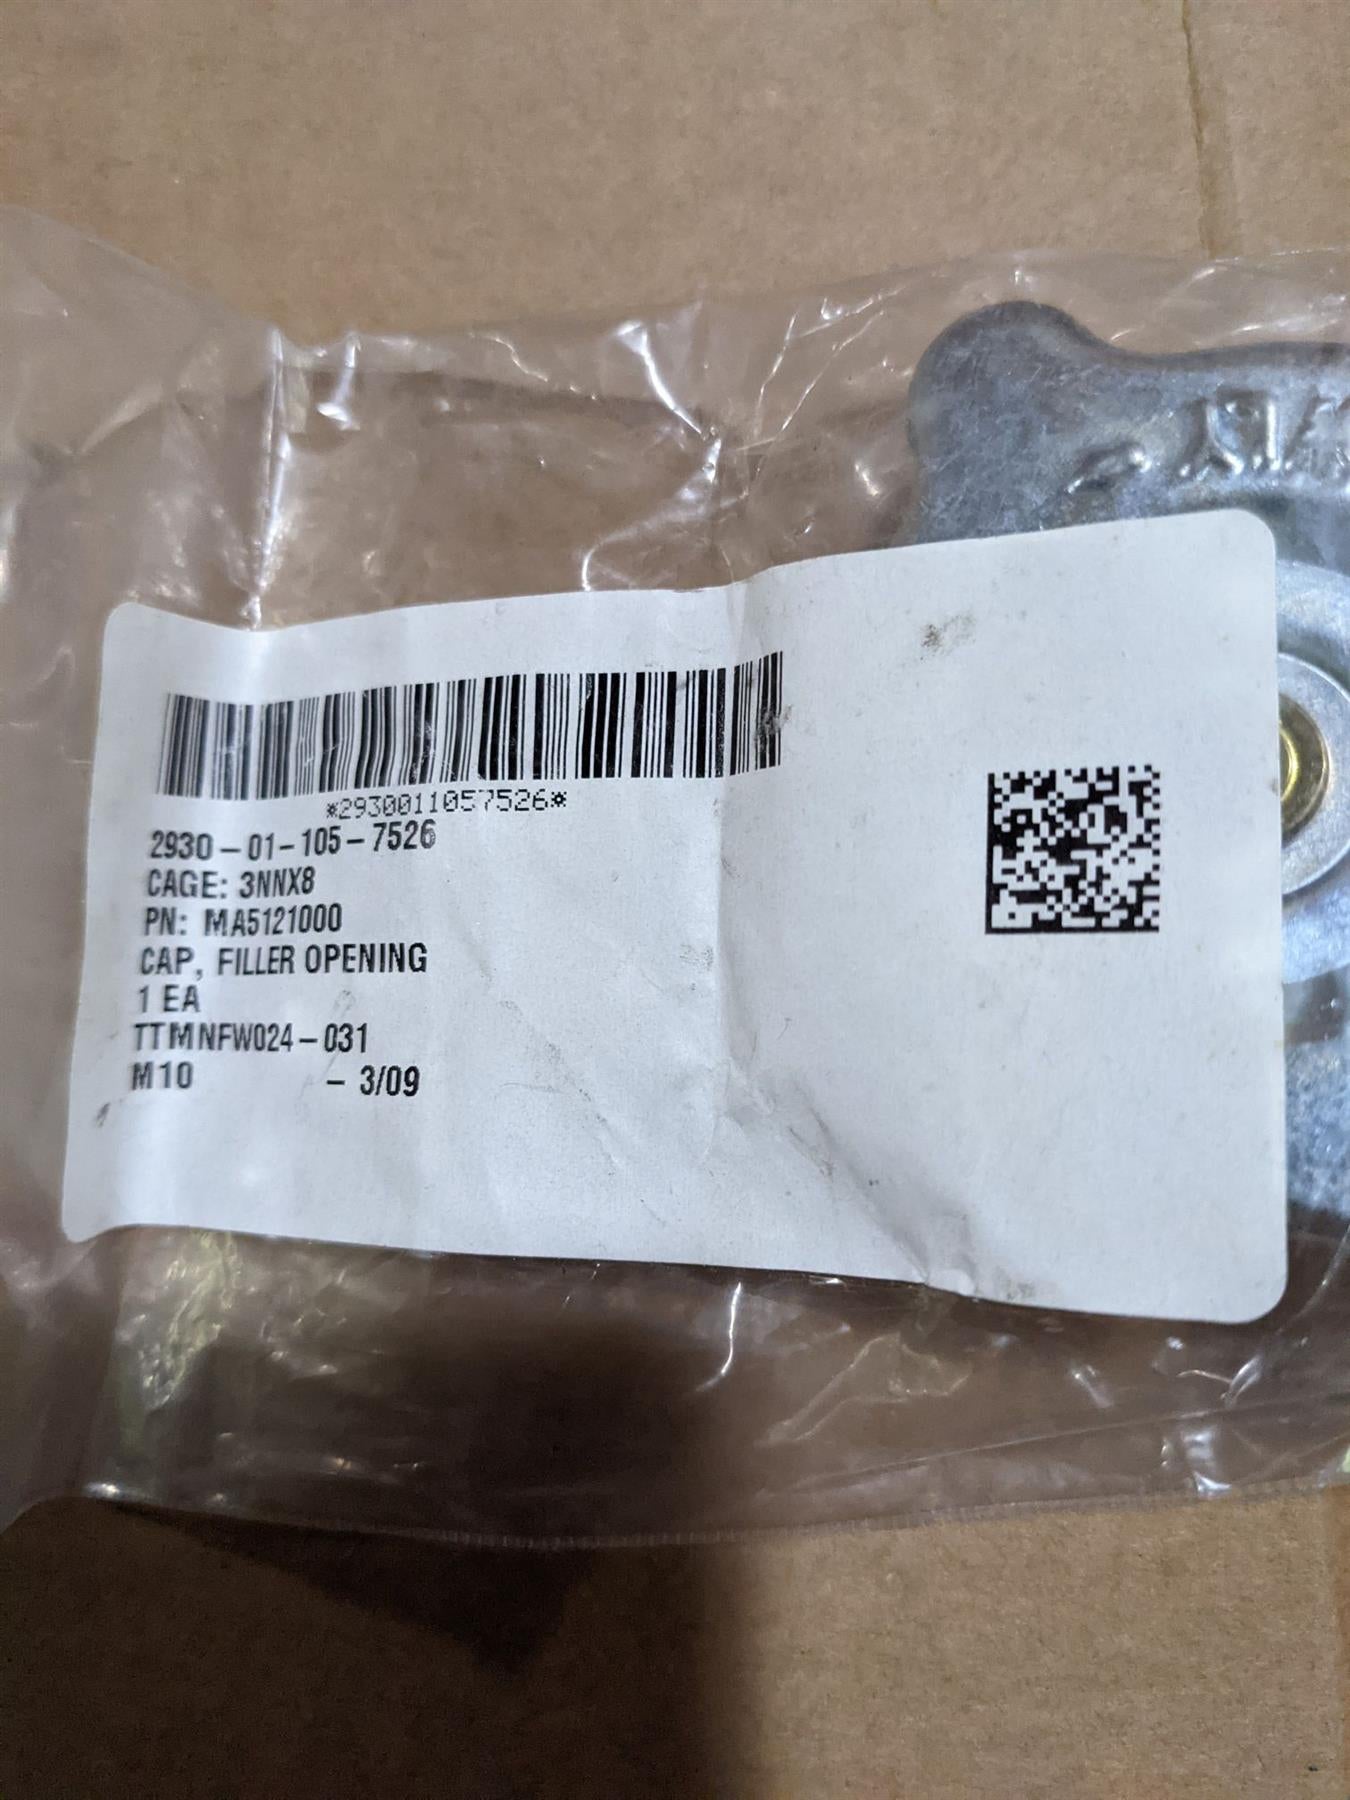 *2930011057526*
2930-01-105-7526
CAGE: 3NNX8
PN: MA5121000
CAP, FILLER OPENING
1 EA
TTMNFW024-031
M10 - 3/09